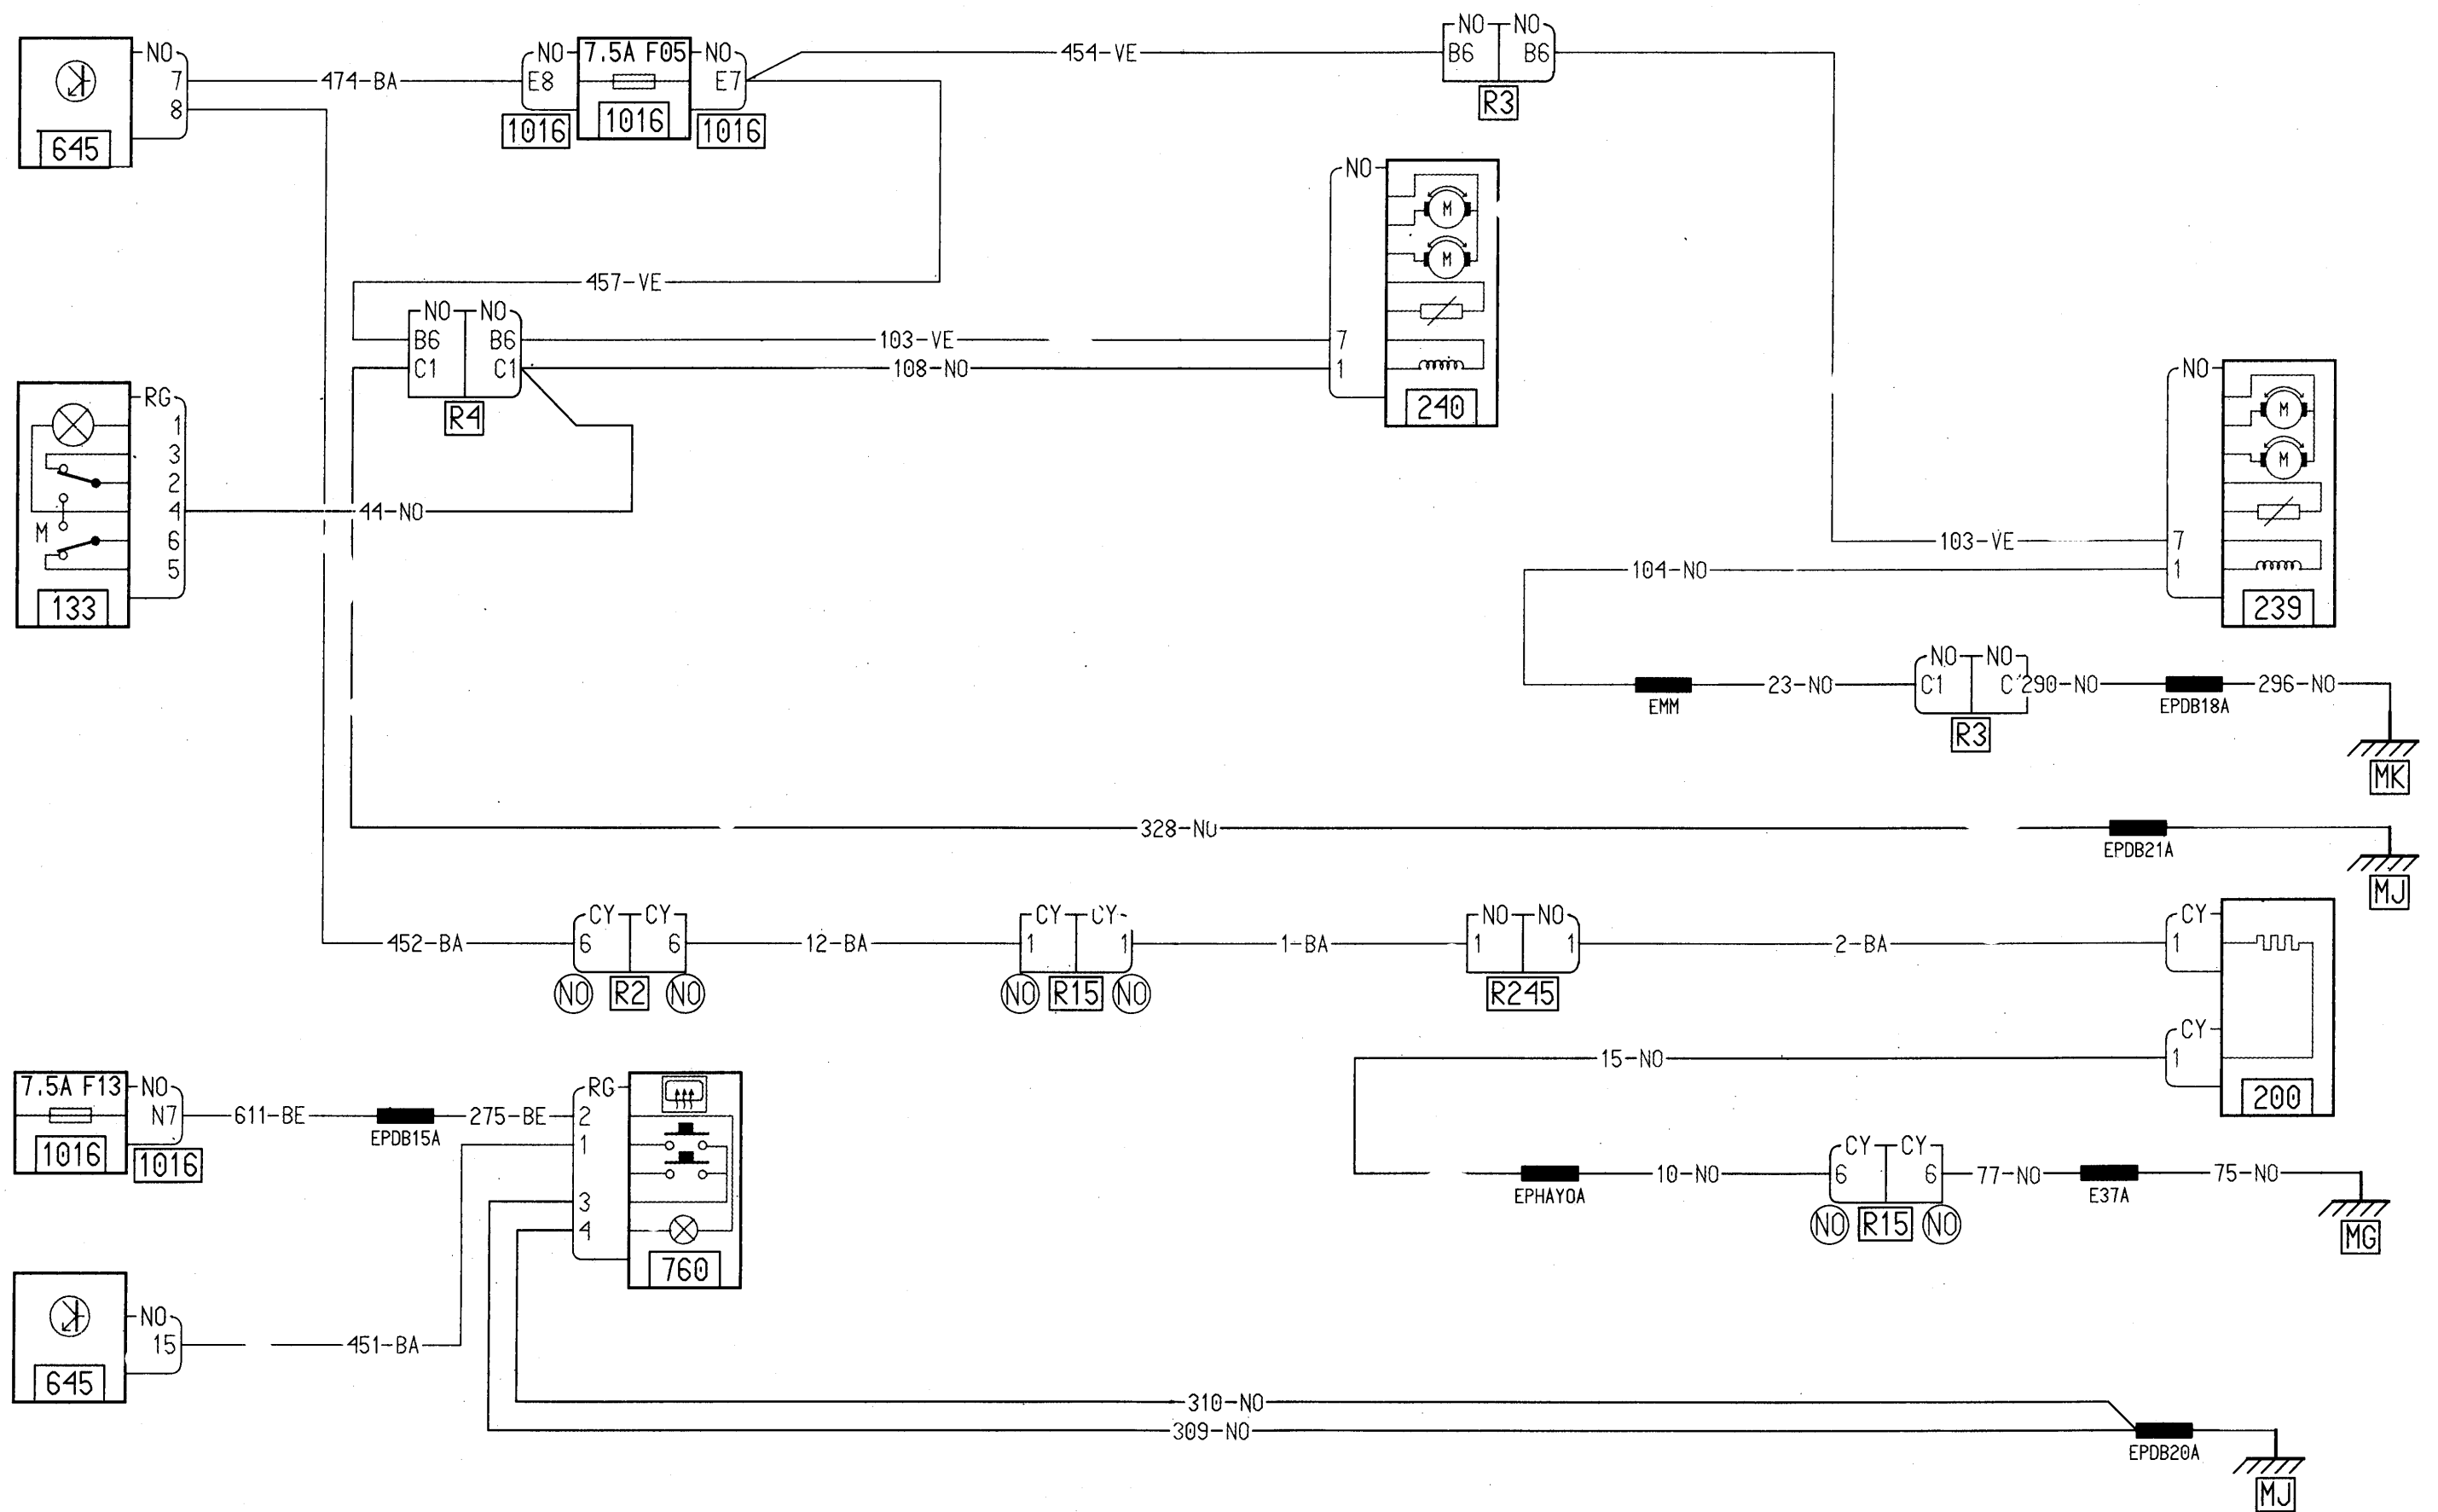 NO
7
8
645
474-BA
NO
E8
1016
7.5A F05
1016
NO
E7
1016
454-VE
NO NO
B6 B6
R3
457-VE
NO NO
B6 B6
C1 C1
R4
103-VE
108-NO
NO
7
1
M
M
240
RG
1
3
2
4
6
5
M
133
44-NO
NO
7
1
M
M
239
103-VE
104-NO
EMM
23-NO
NO NO
C1 C
R3
290-NO
EPDB18A
296-NO
MK
328-NO
EPDB21A
MJ
452-BA
CY CY
6 6
NO R2 NO
12-BA
CY CY
1 1
NO R15 NO
1-BA
NO NO
1 1
R245
2-BA
CY
1
CY
1
200
15-NO
EPHAY0A
10-NO
CY CY
6 6
NO R15 NO
77-NO
E37A
75-NO
MG
7.5A F13
1016
NO
N7
1016
611-BE
EPDB15A
275-BE
RG
2
1
3
4
760
NO
15
645
451-BA
310-NO
309-NO
EPDB20A
MJ